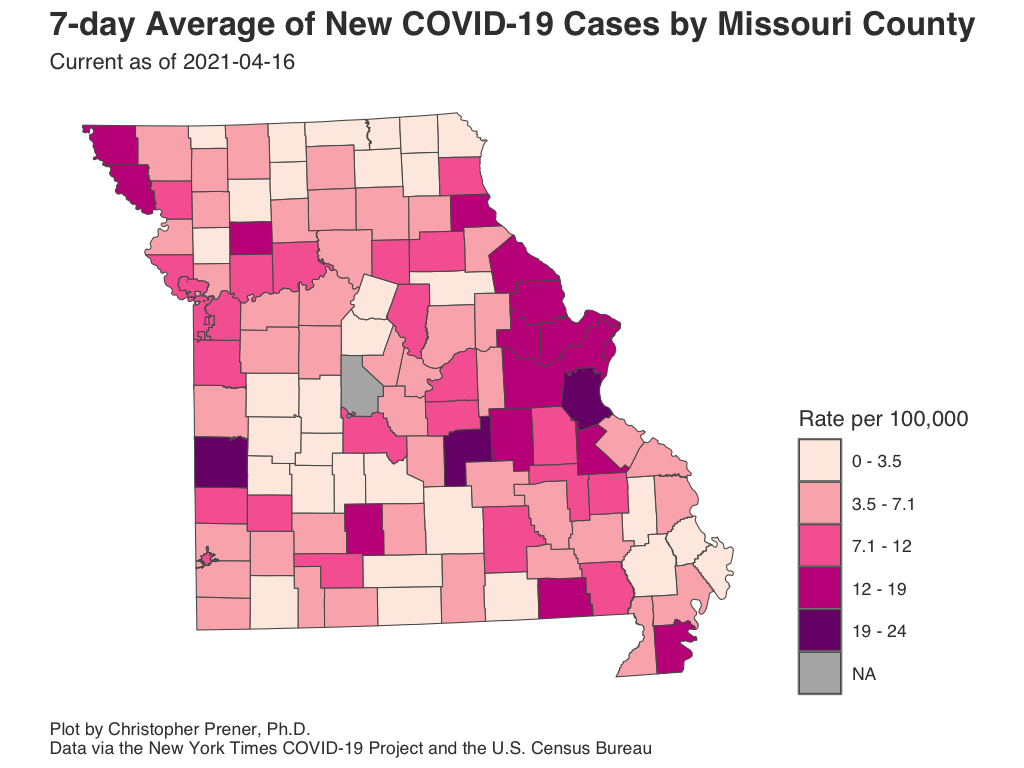 7-day Average of New COVID-19 Cases by Missouri County
Current as of 2021-04-16
Rate per 100,000
0 - 3.5
3.5 - 7.1
7.1 - 12
12 - 19
19 - 24
NA
Plot by Christopher Prener, Ph.D.
Data via the New York Times COVID-19 Project and the U.S. Census Bureau